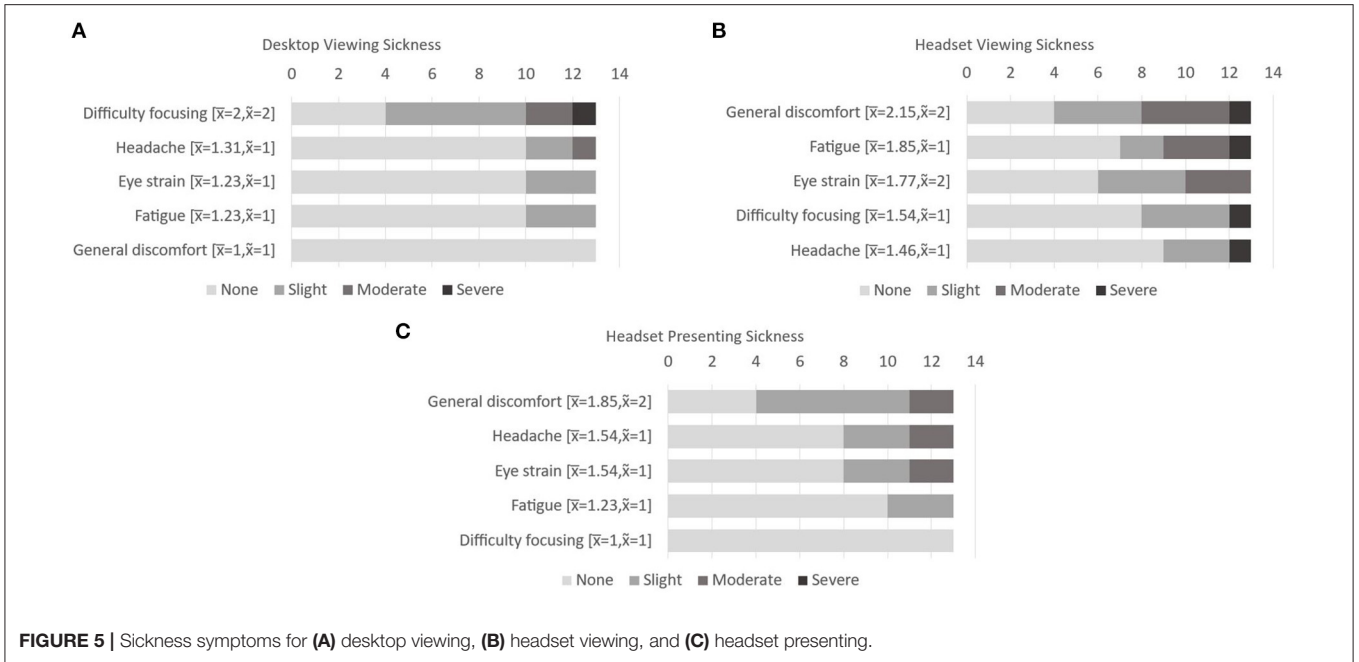 A
Desktop Viewing Sickness
0 2 4 6 8 10 12 14
Difficulty focusing [x̅=2,x̃=2]
Headache [x̅=1.31,x̃=1]
Eye strain [x̅=1.23,x̃=1]
Fatigue [x̅=1.23,x̃=1]
General discomfort [x̅=1,x̃=1]
None Slight Moderate Severe
B
Headset Viewing Sickness
0 2 4 6 8 10 12 14
General discomfort [x̅=2.15,x̃=2]
Fatigue [x̅=1.85,x̃=1]
Eye strain [x̅=1.77,x̃=2]
Difficulty focusing [x̅=1.54,x̃=1]
Headache [x̅=1.46,x̃=1]
None Slight Moderate Severe
C
Headset Presenting Sickness
0 2 4 6 8 10 12 14
General discomfort [x̅=1.85,x̃=2]
Headache [x̅=1.54,x̃=1]
Eye strain [x̅=1.54,x̃=1]
Fatigue [x̅=1.23,x̃=1]
Difficulty focusing [x̅=1,x̃=1]
None Slight Moderate Severe
FIGURE 5 | Sickness symptoms for (A) desktop viewing, (B) headset viewing, and (C) headset presenting.